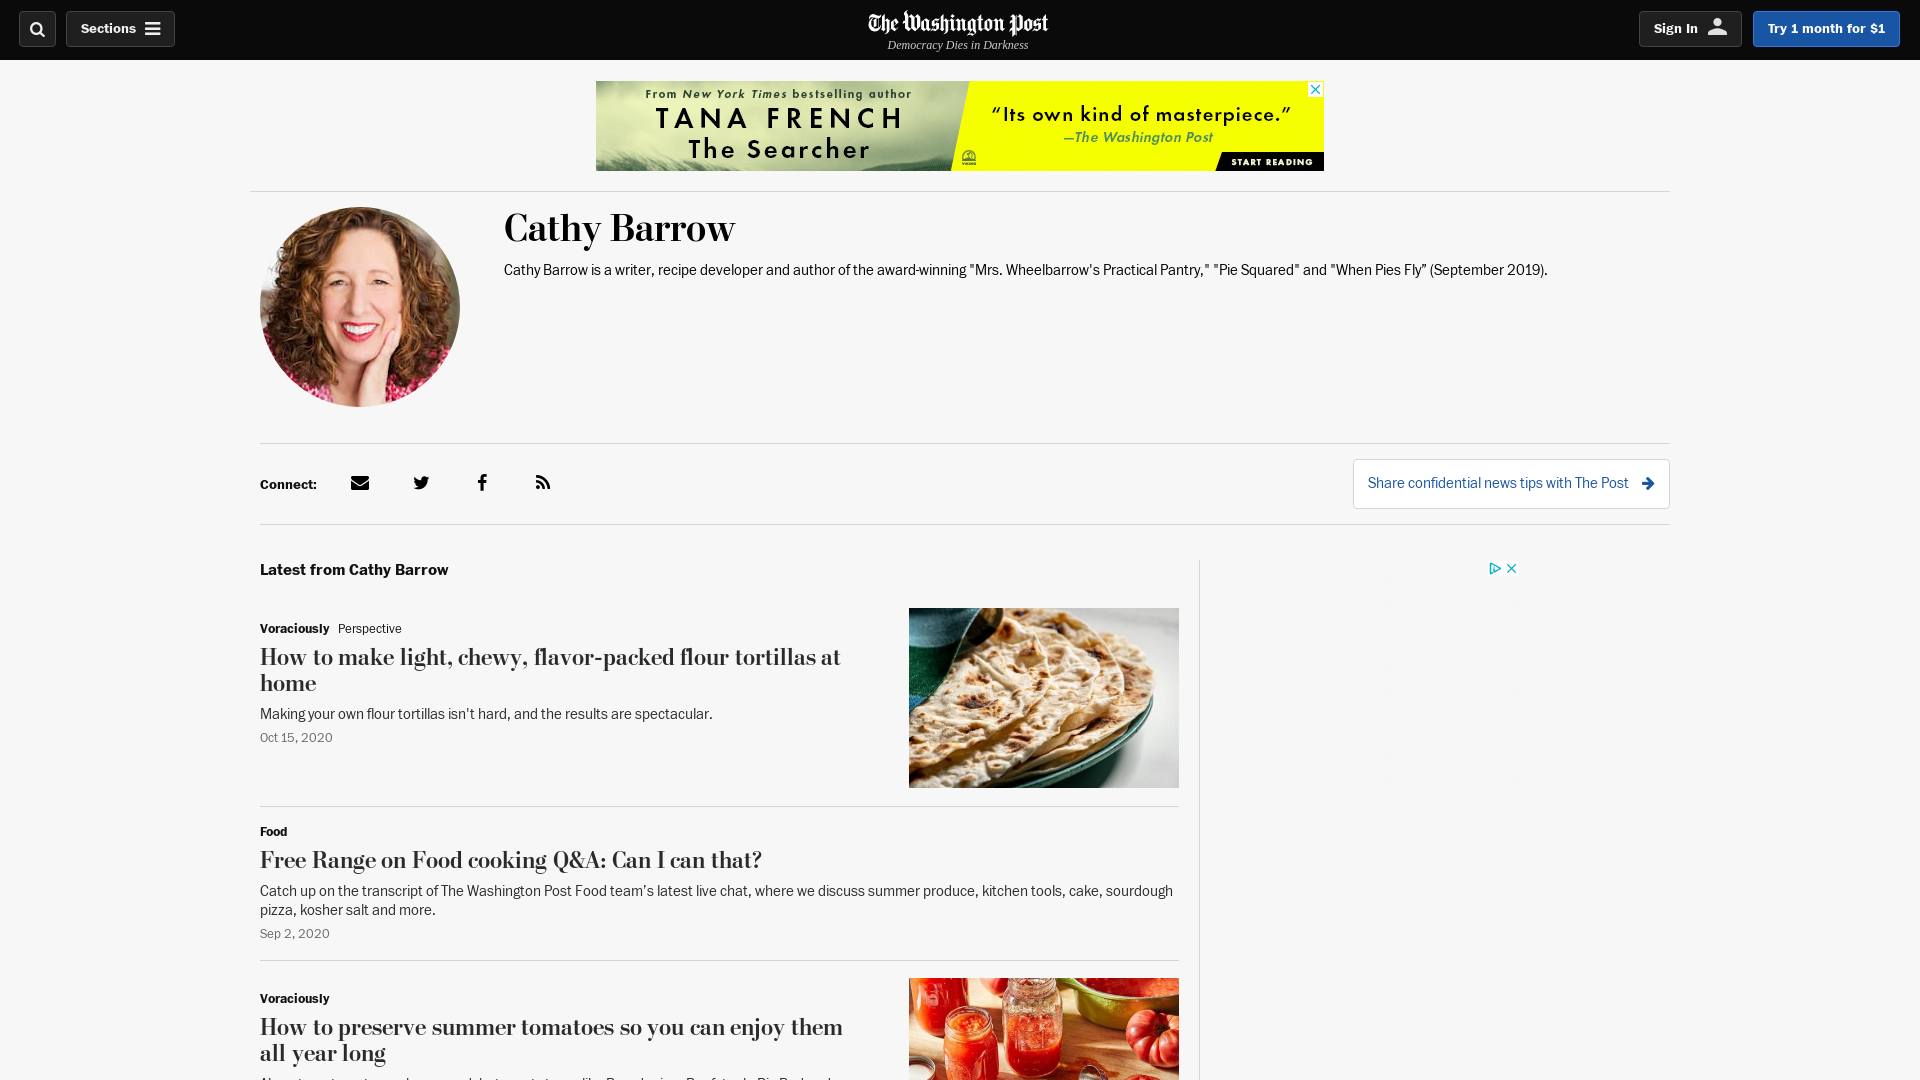 Sections
The Washington Post
Democracy Dies in Darkness
Sign In
Try 1 month for $1
From New York Times bestselling author
TANA FRENCH
The Searcher
“Its own kind of masterpiece.”
—The Washington Post
START READING
Cathy Barrow
Cathy Barrow is a writer, recipe developer and author of the award-winning "Mrs. Wheelbarrow's Practical Pantry," "Pie Squared" and "When Pies Fly” (September 2019).
Connect:
Share confidential news tips with The Post
Latest from Cathy Barrow
Voraciously Perspective
How to make light, chewy, flavor-packed flour tortillas at
home
Making your own flour tortillas isn't hard, and the results are spectacular.
Oct 15, 2020
Food
Free Range on Food cooking Q&A: Can I can that?
Catch up on the transcript of The Washington Post Food team’s latest live chat, where we discuss summer produce, kitchen tools, cake, sourdough
pizza, kosher salt and more.
Sep 2, 2020
Voraciously
How to preserve summer tomatoes so you can enjoy them
all year long